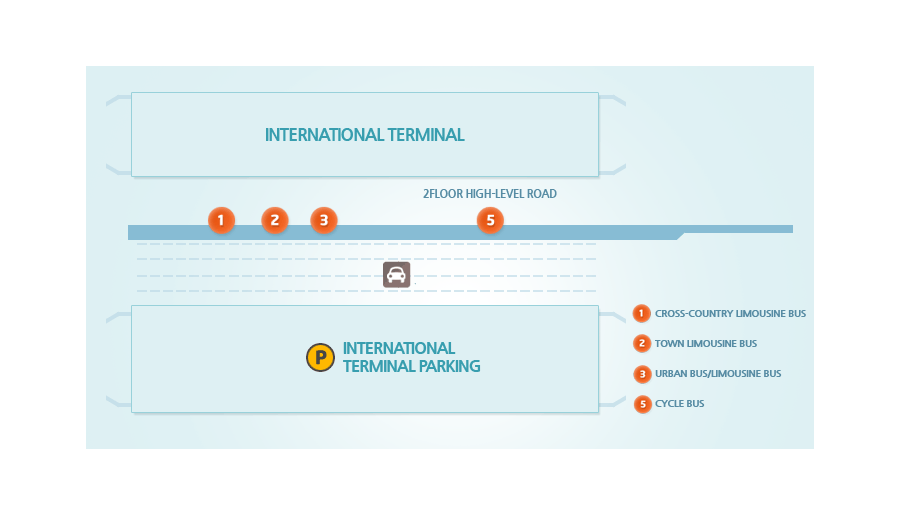 INTERNATIONAL TERMINAL
2FLOOR HIGH-LEVEL ROAD
1 2 3 5
P INTERNATIONAL
TERMINAL PARKING
1 CROSS-COUNTRY LIMOUSINE BUS
2 TOWN LIMOUSINE BUS
3 URBAN BUS/LIMOUSINE BUS
5 CYCLE BUS